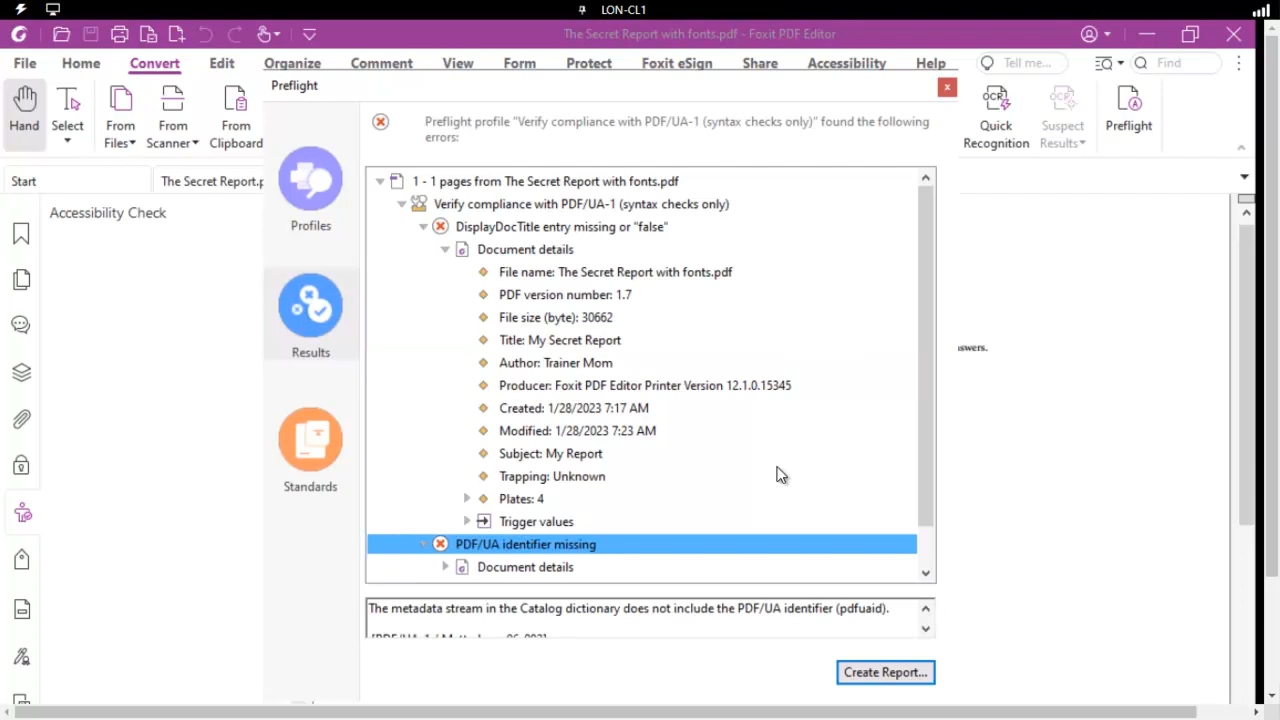 LON-CL1
The Secret Report with fonts.pdf - Foxit PDF Editor
File Home Convert Edit Organize Comment View Form Protect Foxit eSign Share Accessibility Help Tell me... Find
Hand
Select
From Files
From Scanner
From Clipboard
Quick Recognition
Suspect Results
Preflight
Start
The Secret Report.p
Accessibility Check
Preflight
x
Profiles
Results
Standards
Preflight profile "Verify compliance with PDF/UA-1 (syntax checks only)" found the following
errors:
1 - 1 pages from The Secret Report with fonts.pdf
Verify compliance with PDF/UA-1 (syntax checks only)
DisplayDocTitle entry missing or "false"
Document details
File name: The Secret Report with fonts.pdf
PDF version number: 1.7
File size (byte): 30662
Title: My Secret Report
Author: Trainer Mom
Producer: Foxit PDF Editor Printer Version 12.1.0.15345
Created: 1/28/2023 7:17 AM
Modified: 1/28/2023 7:23 AM
Subject: My Report
Trapping: Unknown
Plates: 4
Trigger values
PDF/UA identifier missing
Document details
The metadata stream in the Catalog dictionary does not include the PDF/UA identifier (pdfuaid).
Create Report...
swers.